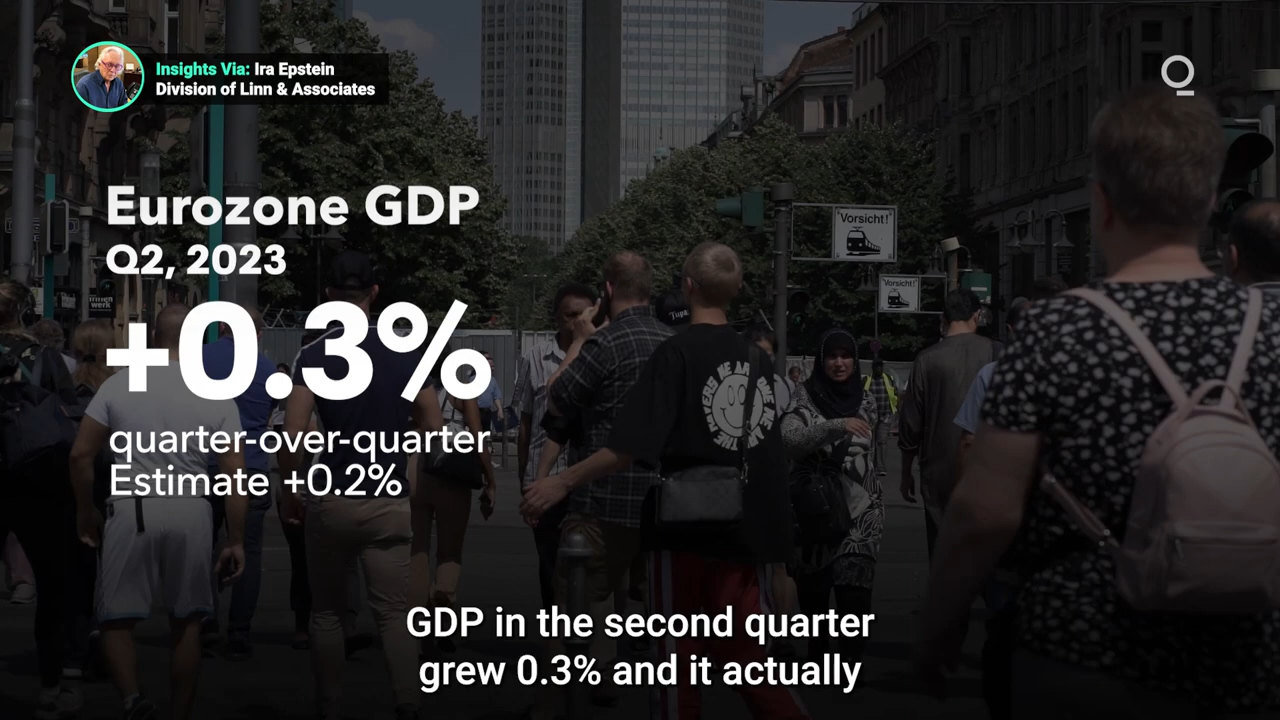 Insights Via: Ira Epstein
Division of Linn & Associates
Eurozone GDP
Q2, 2023
+0.3%
quarter-over-quarter
Estimate +0.2%
Vorsicht!
Vorsicht!
GDP in the second quarter
grew 0.3% and it actually